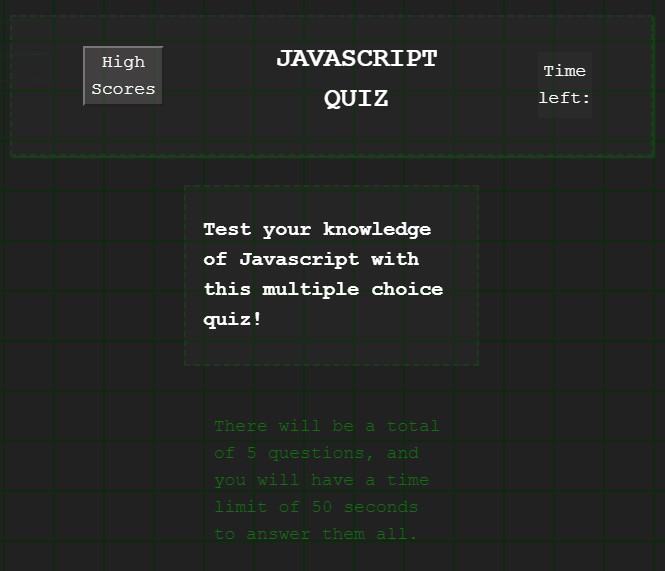 High
Scores
JAVASCRIPT
QUIZ
Time
left:
Test your knowledge
of Javascript with
this multiple choice
quiz!
There will be a total
of 5 questions, and
you will have a time
limit of 50 seconds
to answer them all.